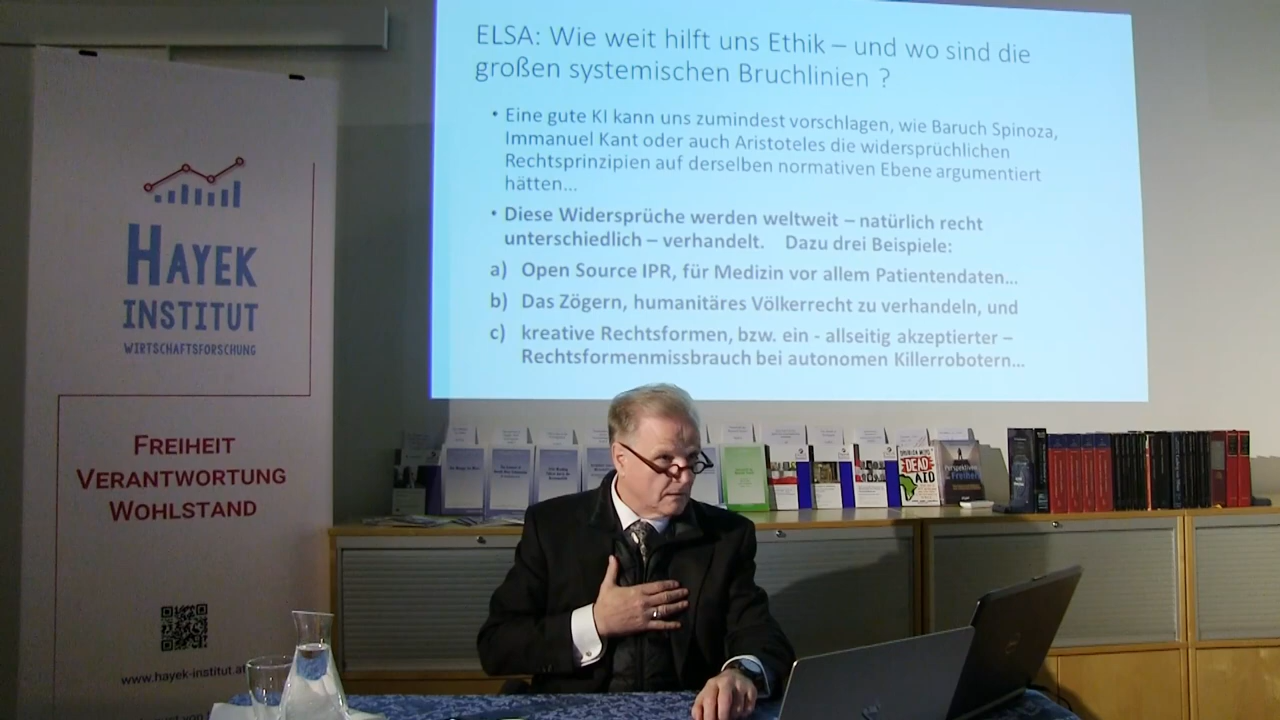 ELSA: Wie weit hilft uns Ethik – und wo sind die
großen systemischen Bruchlinien ?
• Eine gute KI kann uns zumindest vorschlagen, wie Baruch Spinoza,
Immanuel Kant oder auch Aristoteles die widersprüchlichen
Rechtsprinzipien auf derselben normativen Ebene argumentiert
hätten...
• Diese Widersprüche werden weltweit – natürlich recht
unterschiedlich – verhandelt. Dazu drei Beispiele:
a) Open Source IPR, für Medizin vor allem Patientendaten...
b) Das Zögern, humanitäres Völkerrecht zu verhandeln, und
c) kreative Rechtsformen, bzw. ein - allseitig akzeptierter –
Rechtsformenmissbrauch bei autonomen Killerrobotern...
HAYEK
INSTITUT
WIRTSCHAFTSFORSCHUNG
FREIHEIT
VERANTWORTUNG
WOHLSTAND
www.hayek-institut.at
DEAD
AID
Perspektiven
Freiheit